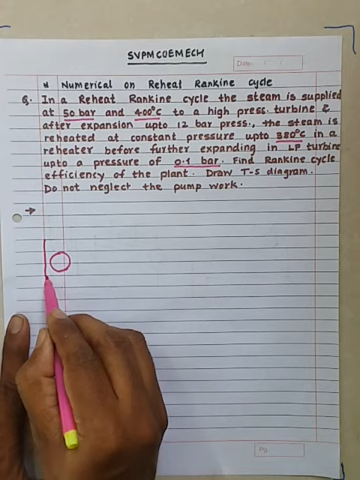 SVPMCOEMECH
Date:
* Numerical on Reheat Rankine Cycle
Q. In a Reheat Rankine cycle the steam is supplied
at 50 bar and 400°C to a high press. turbine &
after expansion upto 12 bar press., the steam is
reheated at constant pressure upto 380°C in a
reheater before further expanding in LP turbine
upto a pressure of 0.1 bar. Find Rankine cycle
efficiency of the plant. Draw T-S diagram.
Do not neglect the pump work.
Pg.